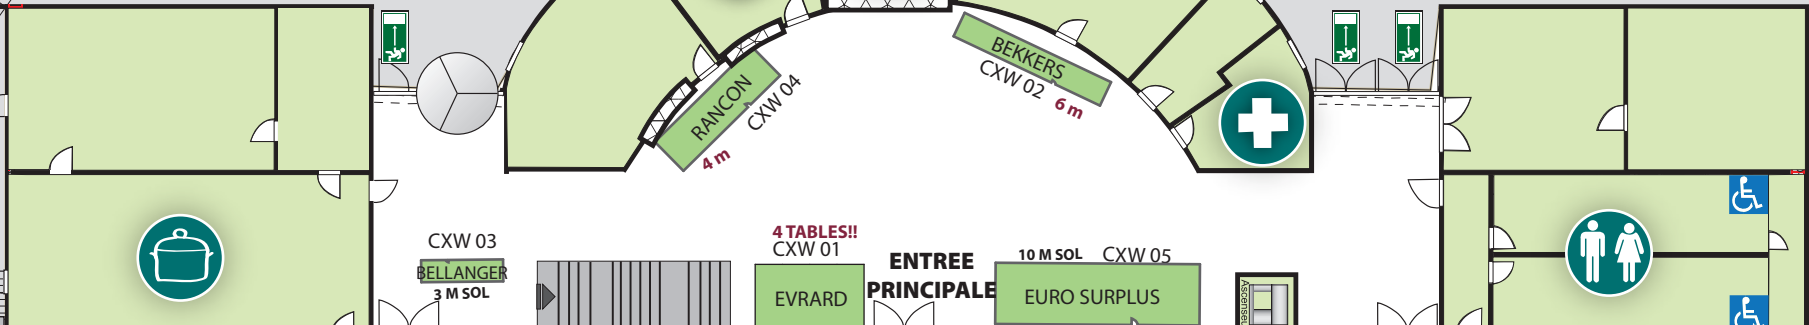 BEKKERS
CXW 02
6 m
RANCON
CXW 04
4 m
CXW 03
BELLANGER
3 M SOL
4 TABLES!!
CXW 01
EVRARD
ENTREE
PRINCIPALE
10 M SOL
CXW 05
EURO SURPLUS